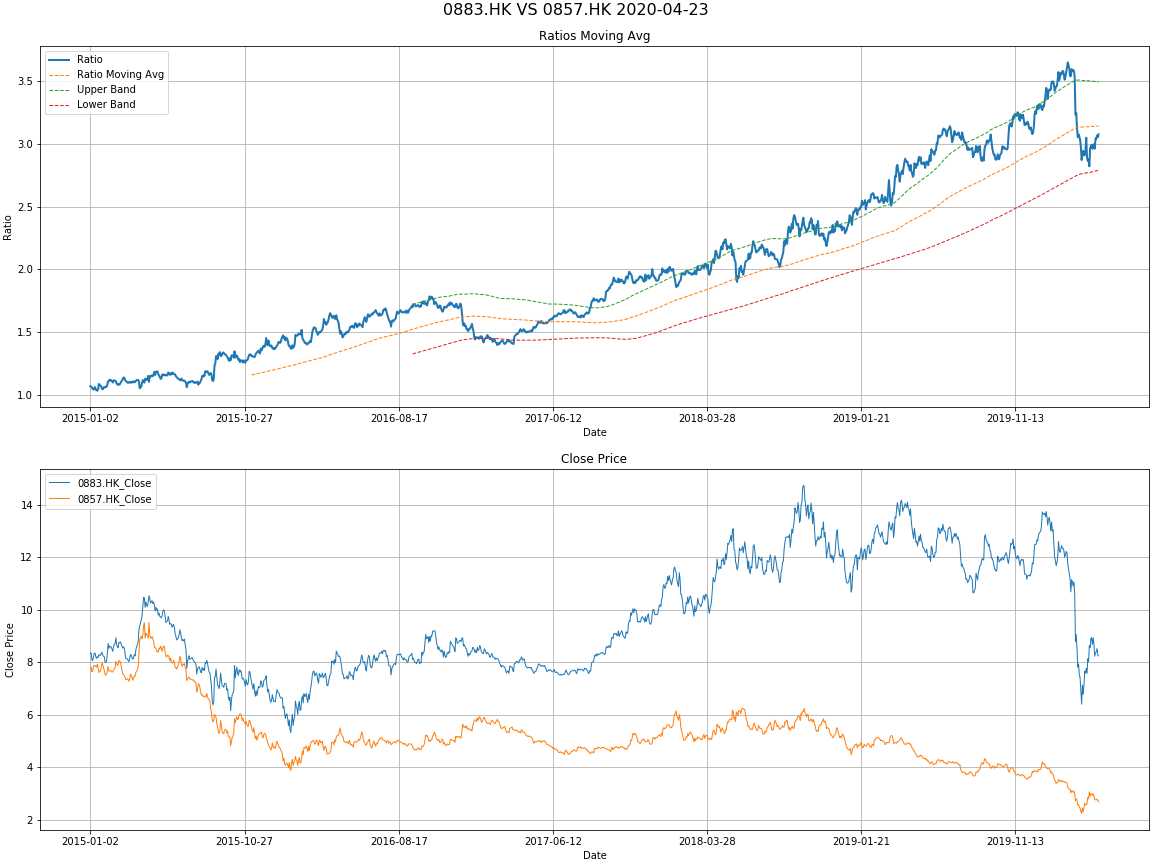 0883.HK VS 0857.HK 2020-04-23
Ratios Moving Avg
Ratio
Ratio Moving Avg
Upper Band
Lower Band
3.5
3.0
2.5
2.0
1.5
1.0
Ratio
2015-01-02 2015-10-27 2016-08-17 2017-06-12 2018-03-28 2019-01-21 2019-11-13
Date
Close Price
0883.HK_Close
0857.HK_Close
14
12
10
8
6
4
2
Close Price
2015-01-02 2015-10-27 2016-08-17 2017-06-12 2018-03-28 2019-01-21 2019-11-13
Date